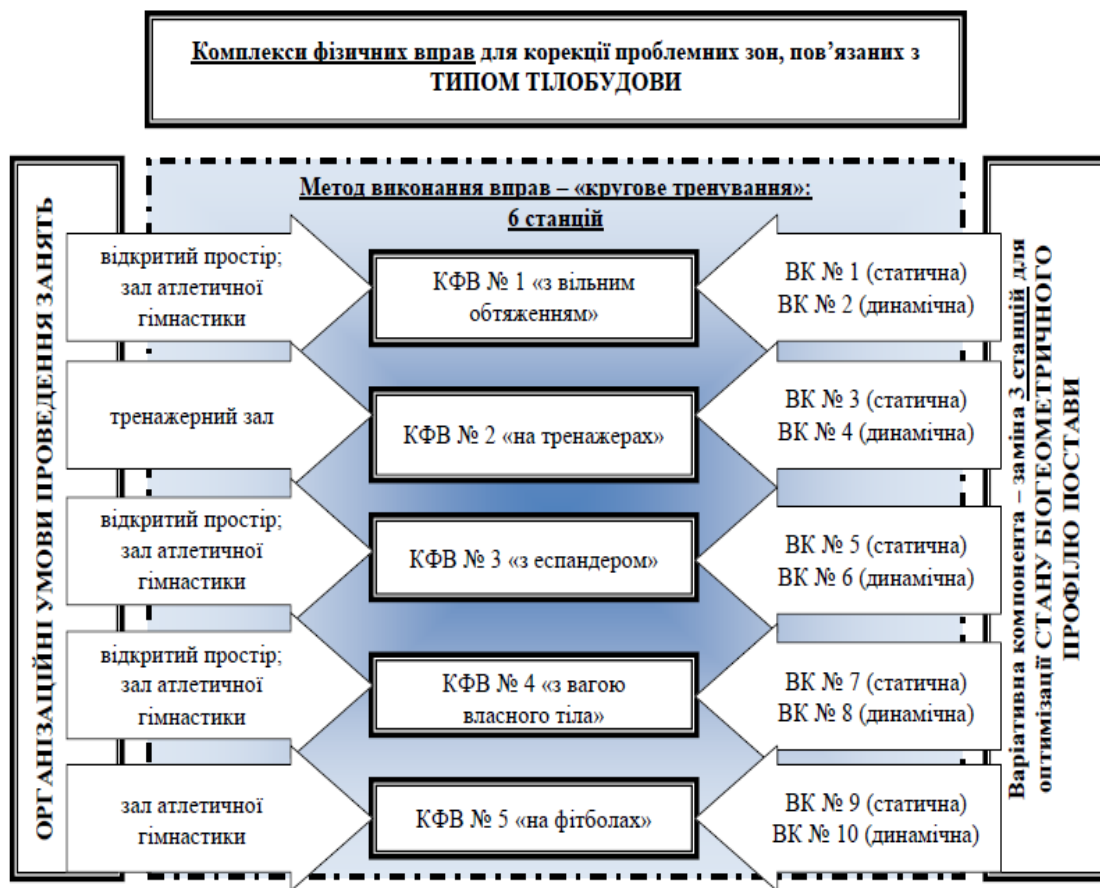 Комплекси фізичних вправ для корекції проблемних зон, пов’язаних з
ТИПОМ ТІЛОБУДОВИ
ОРГАНІЗАЦІЙНІ УМОВИ ПРОВЕДЕННЯ ЗАНЯТЬ
Метод виконання вправ – «кругове тренування»:
6 станцій
відкритий простір;
зал атлетичної
гімнастики
КФВ № 1 «з вільним
обтяженням»
ВК № 1 (статична)
ВК № 2 (динамічна)
тренажерний зал
КФВ № 2 «на тренажерах»
ВК № 3 (статична)
ВК № 4 (динамічна)
відкритий простір;
зал атлетичної
гімнастики
КФВ № 3 «з еспандером»
ВК № 5 (статична)
ВК № 6 (динамічна)
відкритий простір;
зал атлетичної
гімнастики
КФВ № 4 «з вагою
власного тіла»
ВК № 7 (статична)
ВК № 8 (динамічна)
зал атлетичної
гімнастики
КФВ № 5 «на фітболах»
ВК № 9 (статична)
ВК № 10 (динамічна)
Варіативна компонента – заміна 3 станцій для
оптимізації СТАНУ БІОГЕОМЕТРИЧНОГО
ПРОФІЛЮ ПОСТАВИ